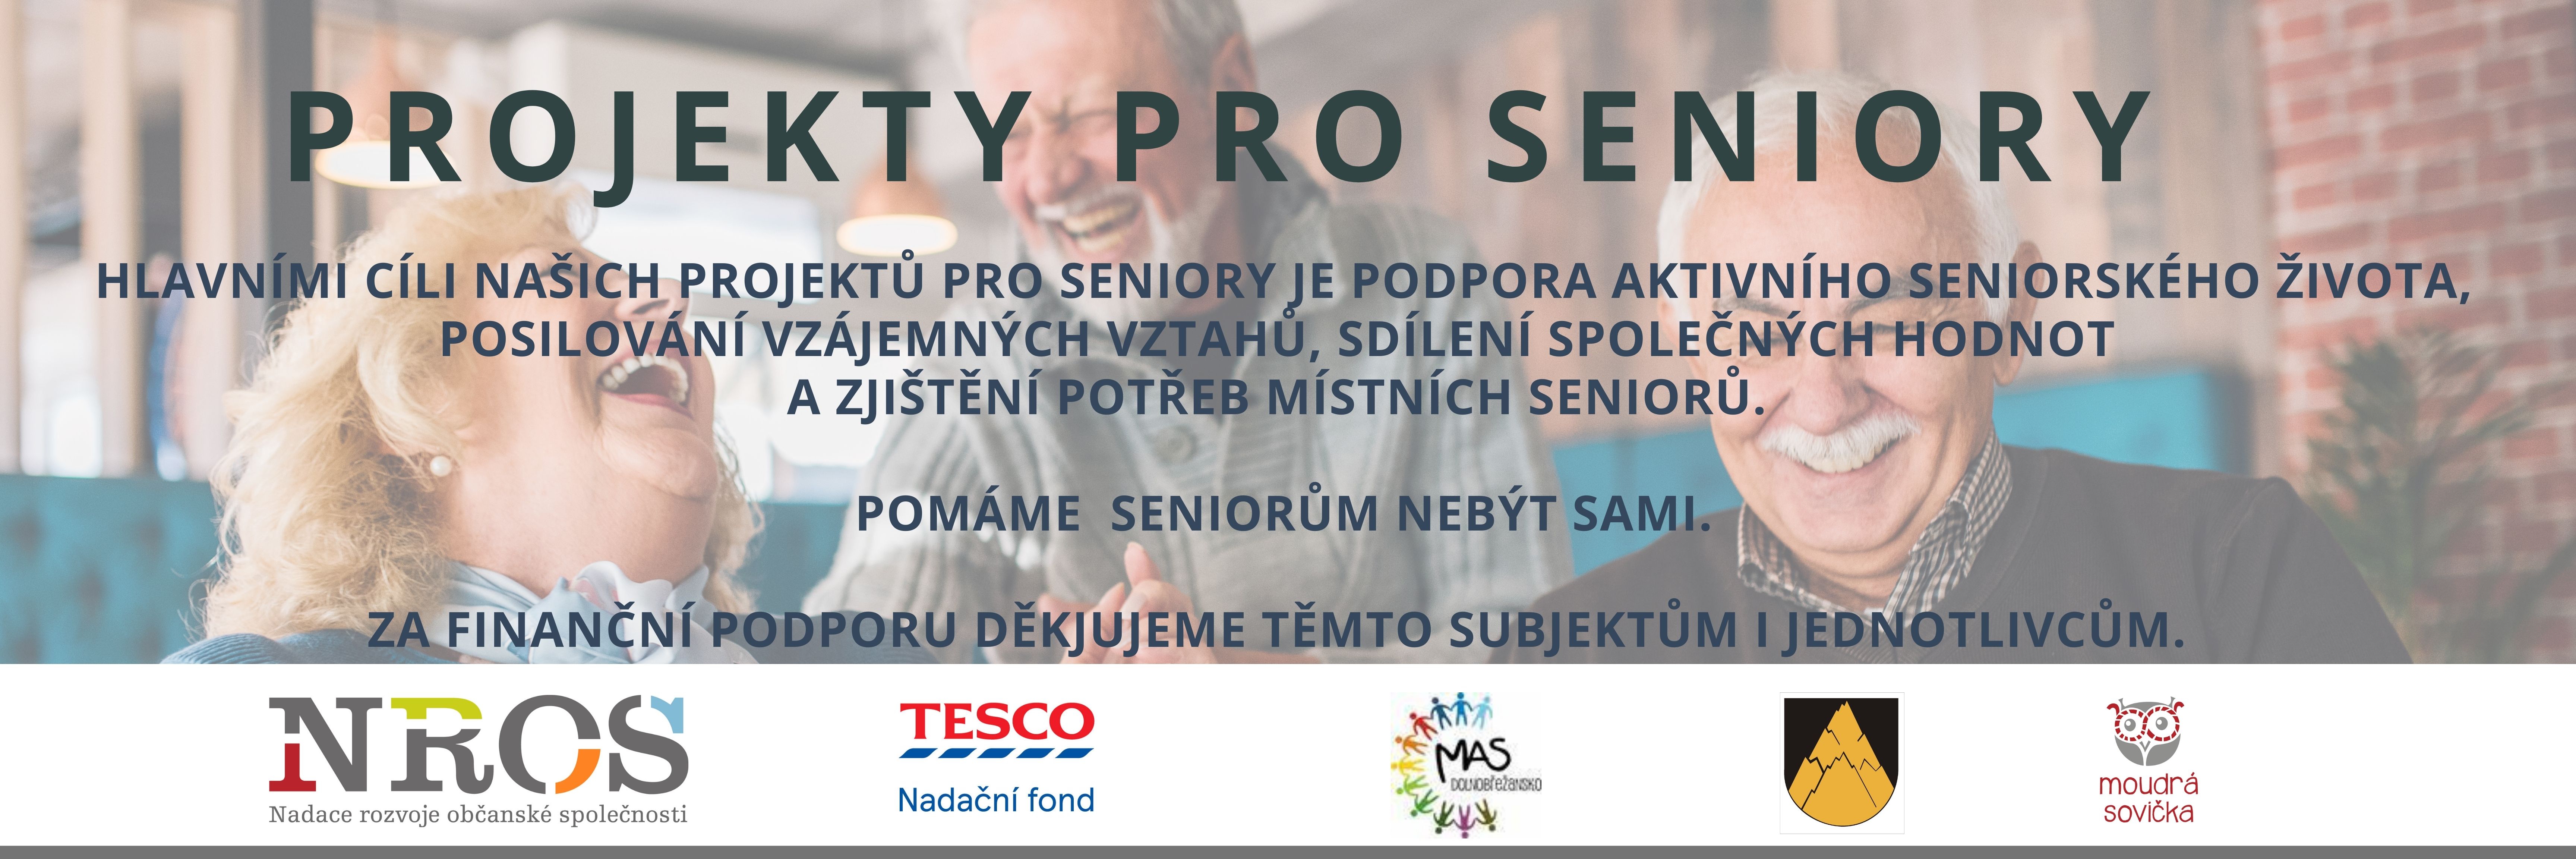 PROJEKTY PRO SENIORY
HLAVNÍMI CÍLI NAŠICH PROJEKTŮ PRO SENIORY JE PODPORA AKTIVNÍHO SENIORSKÉHO ŽIVOTA,
POSILOVÁNÍ VZÁJEMNÝCH VZTAHŮ, SDÍLENÍ SPOLEČNÝCH HODNOT
A ZJIŠTĚNÍ POTŘEB MÍSTNÍCH SENIORŮ.
POMÁME  SENIORŮM NEBÝT SAMI.
ZA FINANČNÍ PODPORU DĚKJUJEME TĚMTO SUBJEKTŮM I JEDNOTLIVCŮM.
NROS
Nadace rozvoje občanské společnosti
TESCO
Nadační fond
MAS
DOLNOBŘEŽANSKO
moudrá
sovička